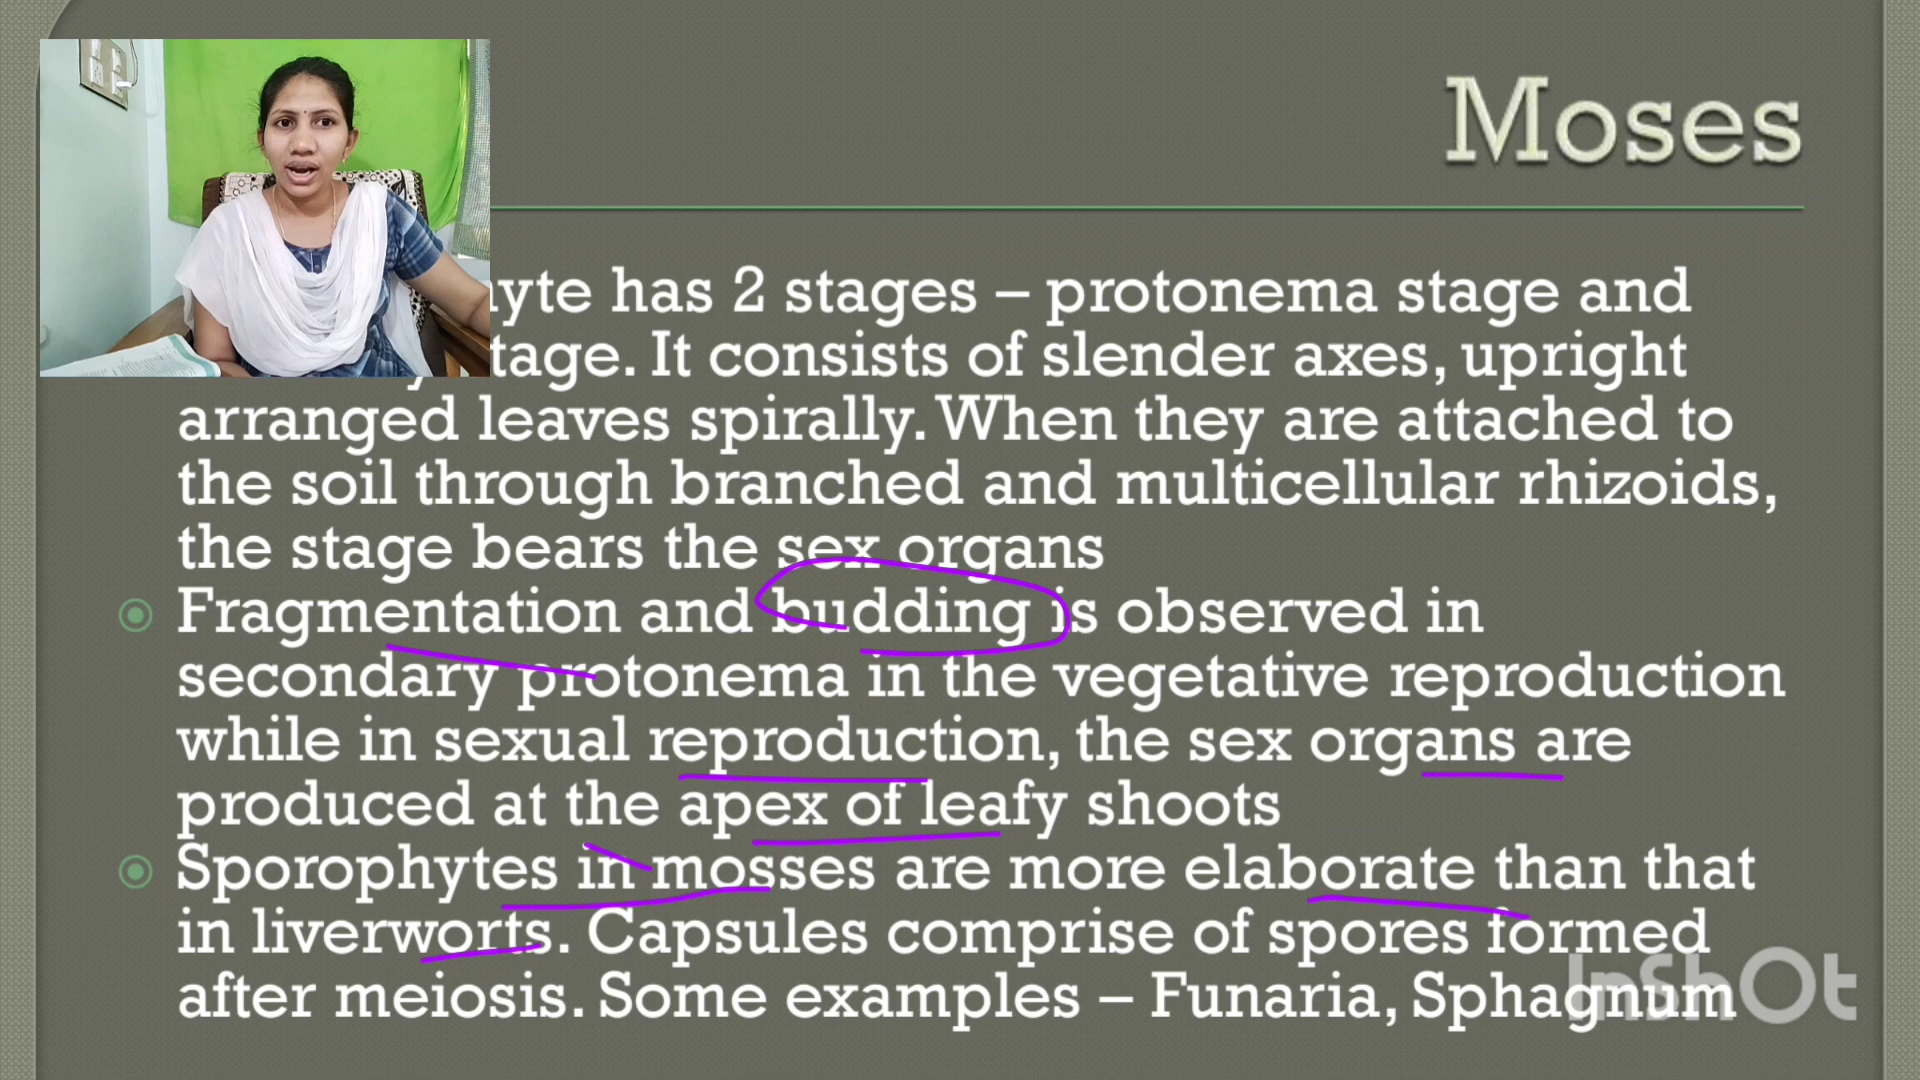 Moses
hyte has 2 stages – protonema stage and
tage. It consists of slender axes, upright
arranged leaves spirally. When they are attached to
the soil through branched and multicellular rhizoids,
the stage bears the sex organs
Fragmentation and budding is observed in
secondary protonema in the vegetative reproduction
while in sexual reproduction, the sex organs are
produced at the apex of leafy shoots
Sporophytes in mosses are more elaborate than that
in liverworts. Capsules comprise of spores formed
after meiosis. Some examples – Funaria, Sphagnum
InShOt